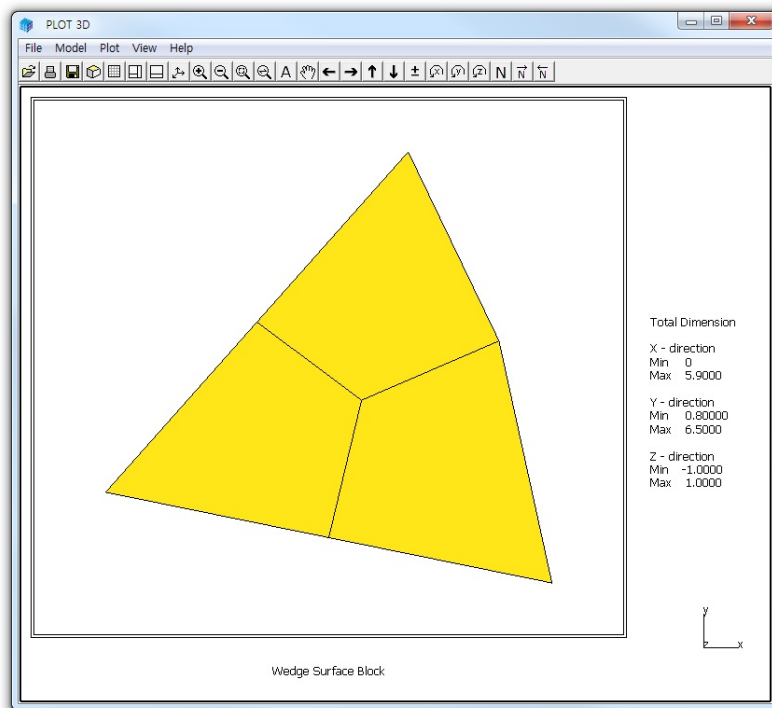 PLOT 3D
File Model Plot View Help
A ± x y z N N N
Total Dimension
X - direction
Min 0
Max 5.9000
Y - direction
Min 0.80000
Max 6.5000
Z - direction
Min -1.0000
Max 1.0000
y
z x
Wedge Surface Block